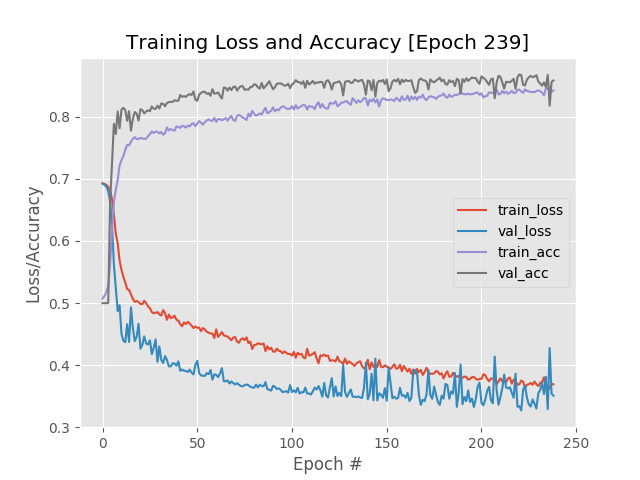 Training Loss and Accuracy [Epoch 239]
Loss/Accuracy
0.8
0.7
0.6
0.5
0.4
0.3
train_loss
val_loss
train_acc
val_acc
0 50 100 150 200 250
Epoch #